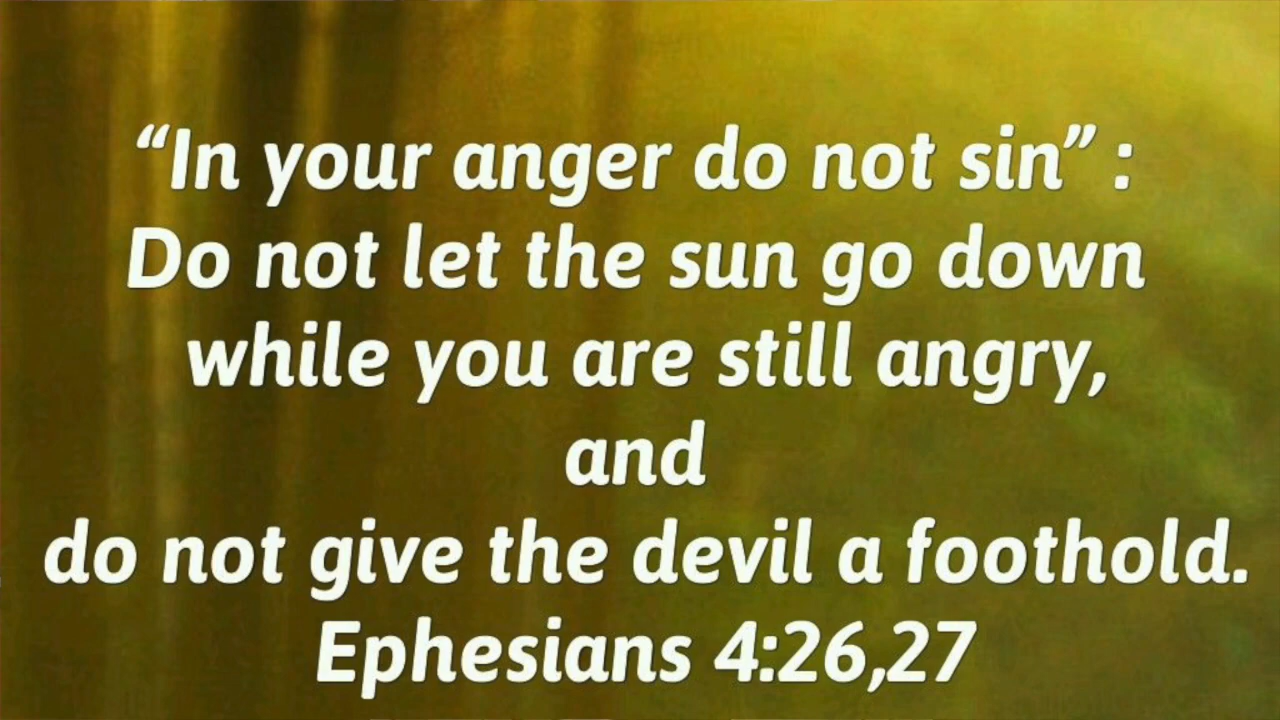 “In your anger do not sin” :
Do not let the sun go down
while you are still angry,
and
do not give the devil a foothold.
Ephesians 4:26,27